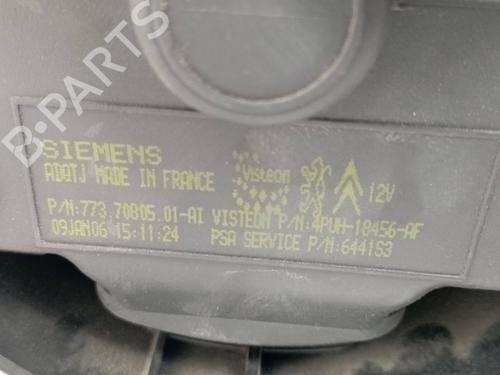 B-PARTS
SIEMENS
Visteon
ADQTJ MADE IN FRANCE
12V
P/N:773.70805.01-AI VISTEON P/N:4PUH-18456-AF
09JAN06 15:11:24 PSA SERVICE P/N:6441S3